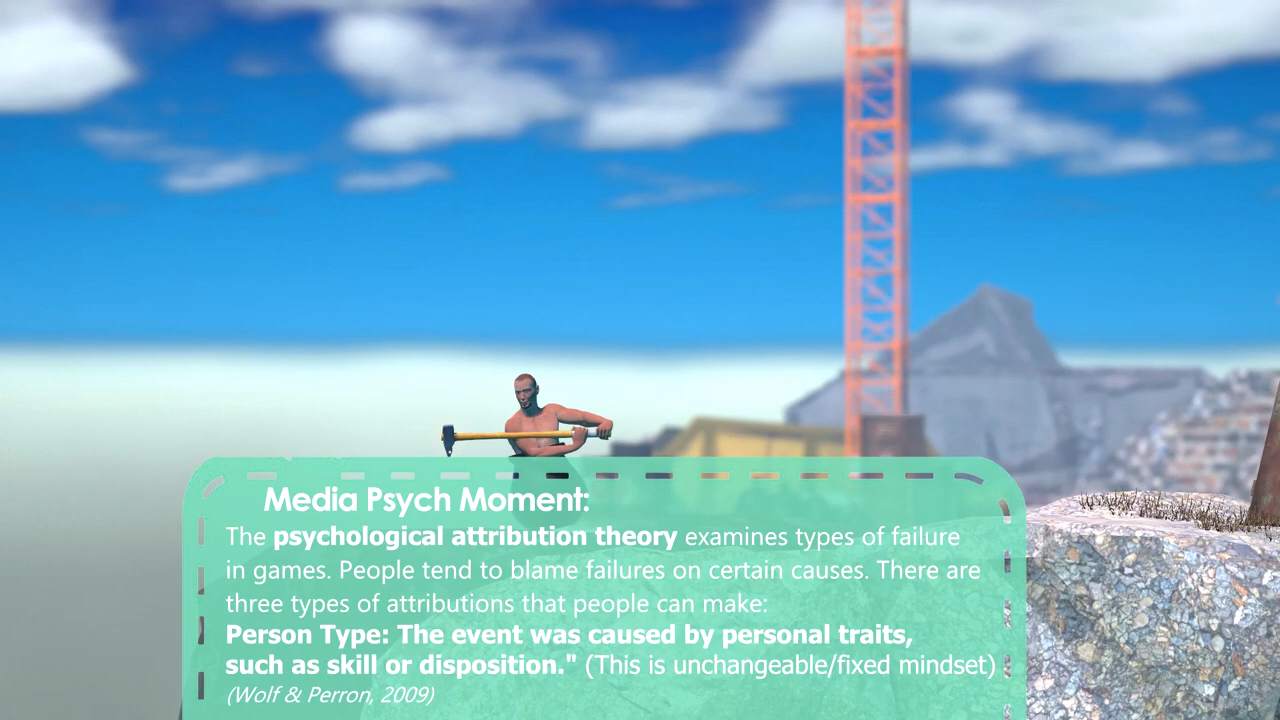 Media Psych Moment:
The psychological attribution theory examines types of failure
in games. People tend to blame failures on certain causes. There are
three types of attributions that people can make:
Person Type: The event was caused by personal traits,
such as skill or disposition." (This is unchangeable/fixed mindset)
(Wolf & Perron, 2009)